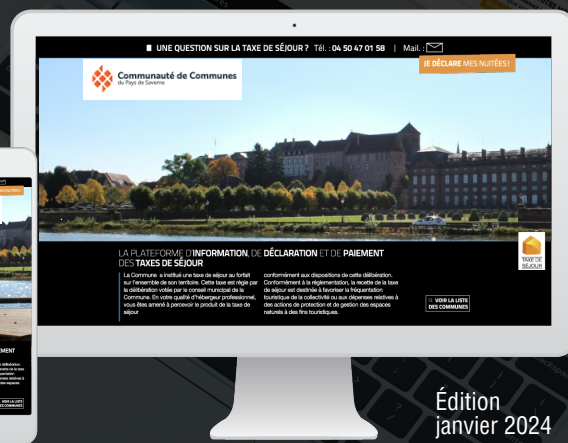 UNE QUESTION SUR LA TAXE DE SÉJOUR ? Tél. : 04 50 47 01 58 | Mail. :
JE DÉCLARE MES NUITÉES !
Communauté de Communes
du Pays de Saverne
LA PLATEFORME D'INFORMATION, DE DÉCLARATION ET DE PAIEMENT
DES TAXES DE SÉJOUR
La Commune a institué une taxe de séjour au forfait
sur l'ensemble de son territoire. Cette taxe est régie par
la délibération votée par le conseil municipal de la
Commune. En votre qualité d'hébergeur professionnel,
vous êtes amené à percevoir le produit de la taxe de
séjour
conformément aux dispositions de cette délibération.
Conformément à la réglementation, la recette de la taxe
de séjour est destinée à favoriser la fréquentation
touristique de la collectivité ou aux dépenses relatives à
des actions de protection et de gestion des espaces
naturels à des fins touristiques.
TAXE DE
SÉJOUR
VOIR LA LISTE
DES COMMUNES
Édition
janvier 2024